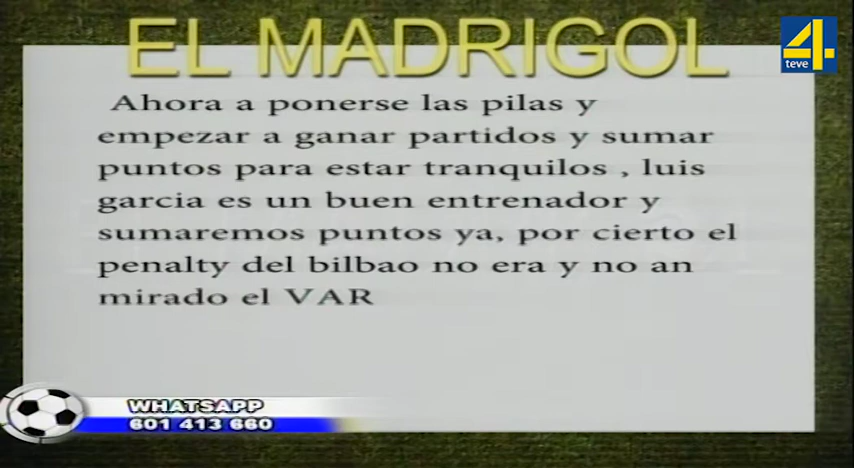 EL MADRIGOL
4
teve
Ahora a ponerse las pilas y
empezar a ganar partidos y sumar
puntos para estar tranquilos , luis
garcia es un buen entrenador y
sumaremos puntos ya, por cierto el
penalty del bilbao no era y no an
mirado el VAR
WHATSAPP
601 413 660